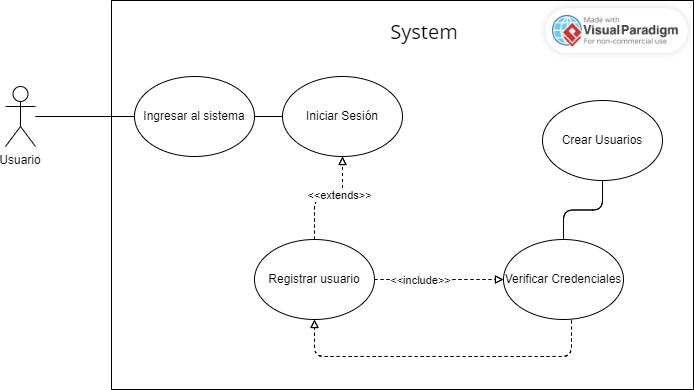 System
Made with
Visual Paradigm
For non-commercial use
Usuario
Ingresar al sistema
Iniciar Sesión
Crear Usuarios
<<extends>>
Registrar usuario
<<include>>
Verificar Credenciales